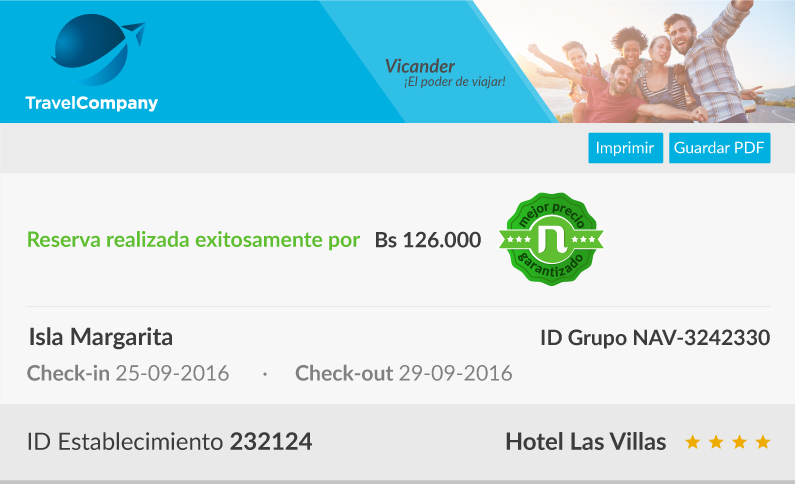 TravelCompany
Vicander
¡El poder de viajar!
Imprimir Guardar PDF
Reserva realizada exitosamente por Bs 126.000
mejor precio
n
garantizado
Isla Margarita ID Grupo NAV-3242330
Check-in 25-09-2016 · Check-out 29-09-2016
ID Establecimiento 232124 Hotel Las Villas